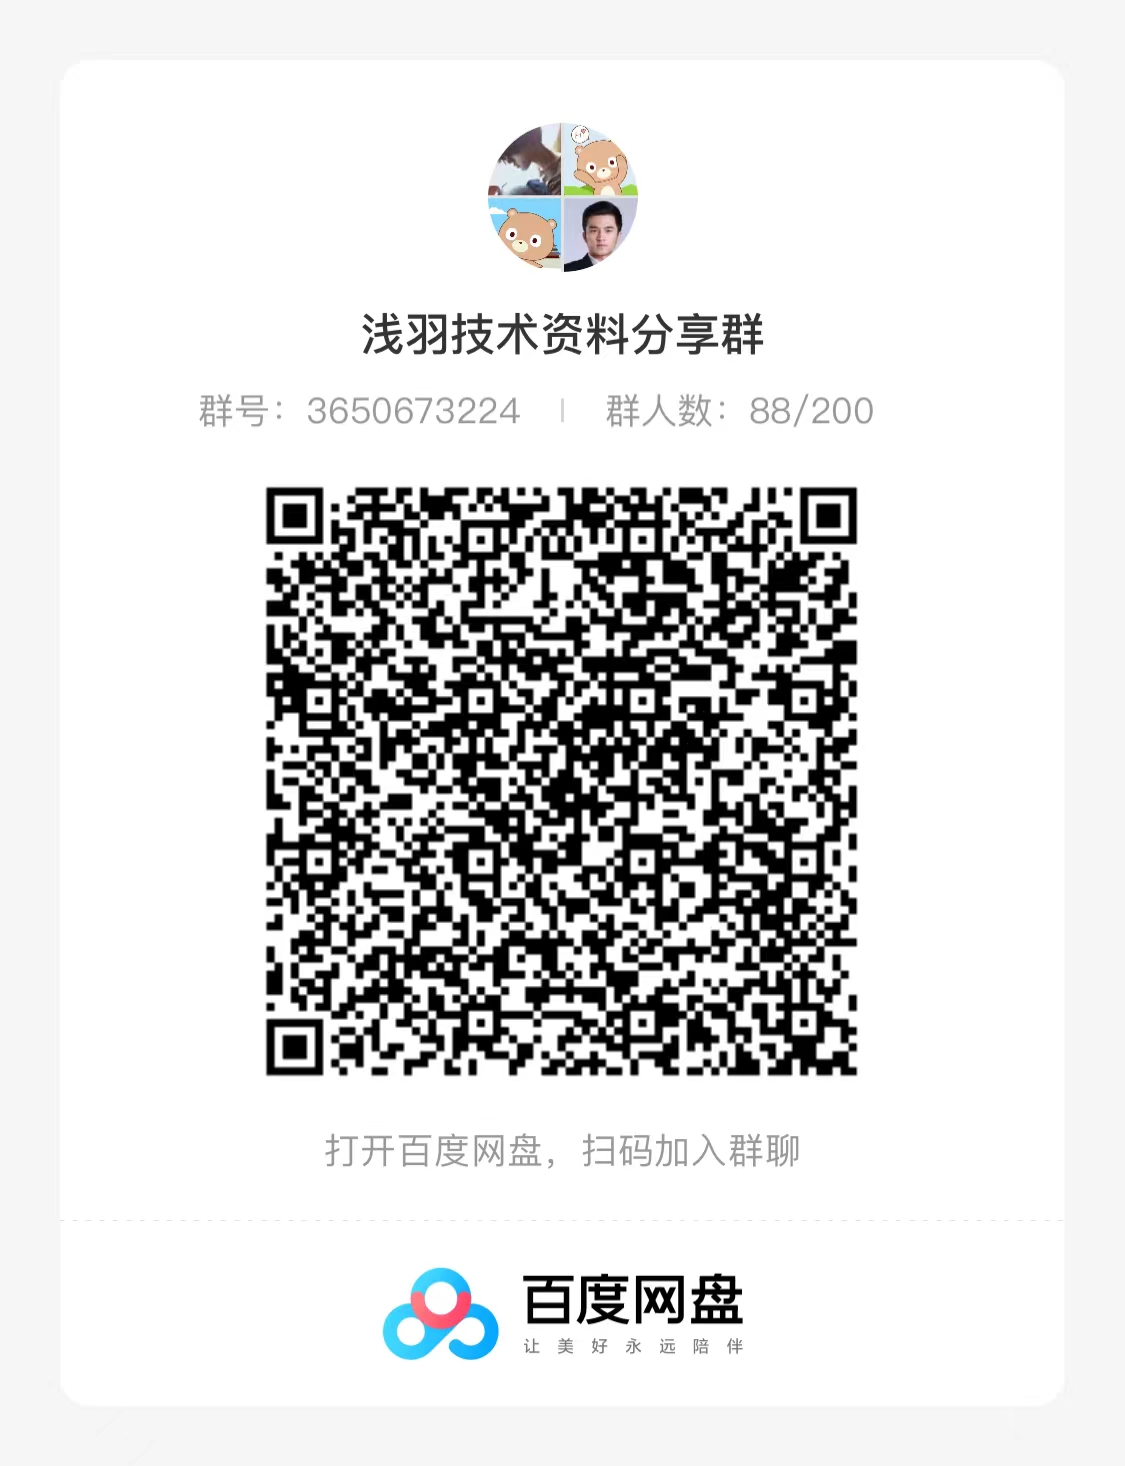 浅羽技术资料分享群
群号：3650673224 | 群人数：88/200
打开百度网盘，扫码加入群聊
百度网盘
让美好永远陪伴